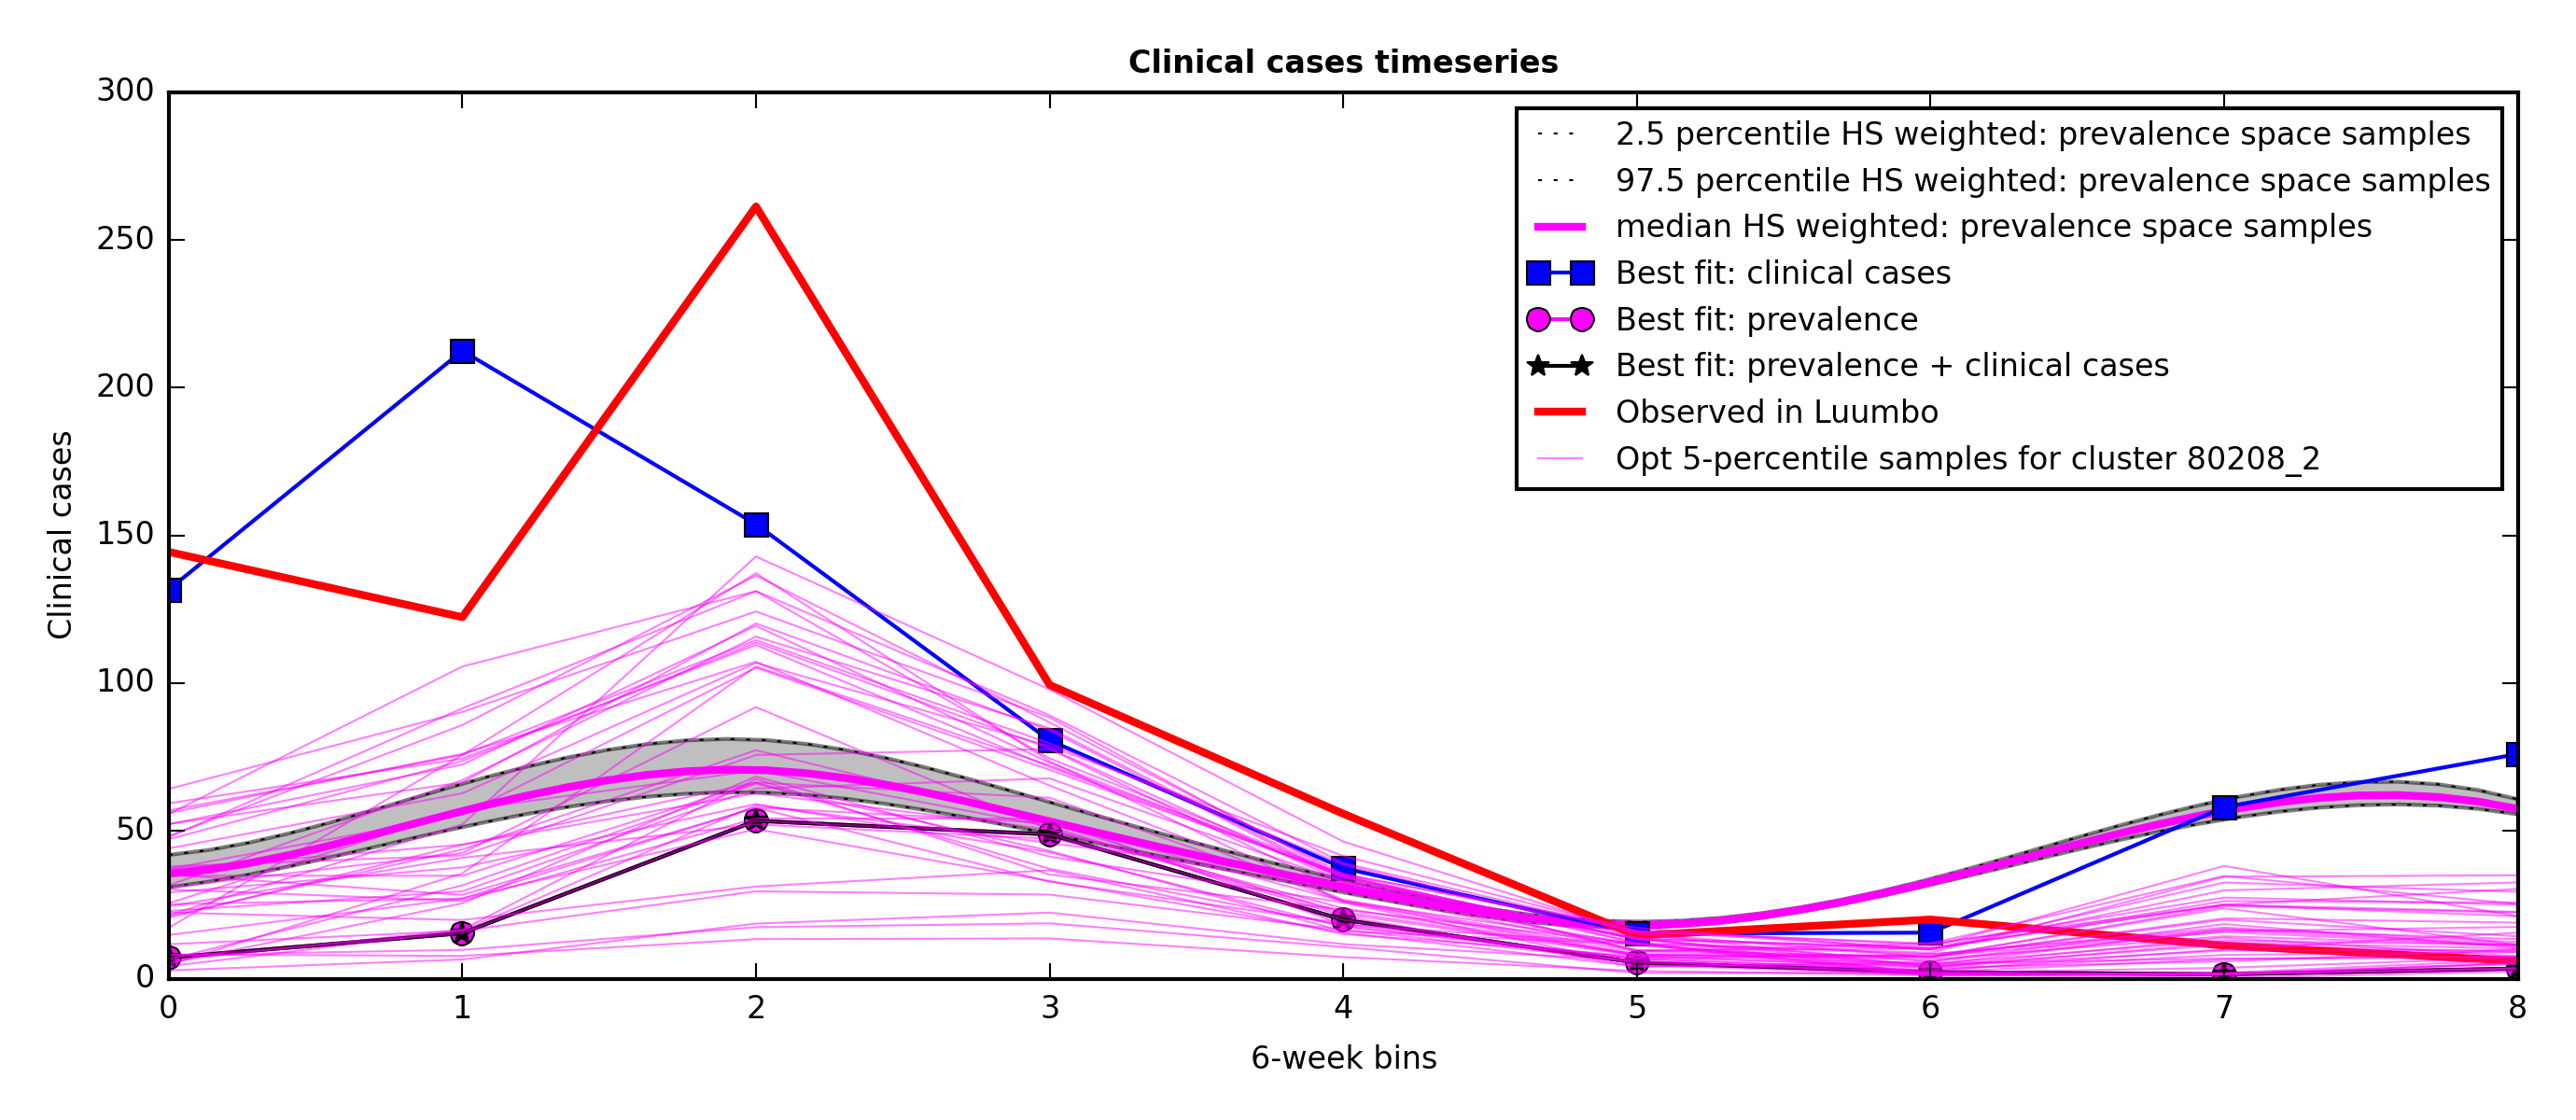 Clinical cases timeseries
300
250
200
150
100
50
0
Clinical cases
2.5 percentile HS weighted: prevalence space samples
97.5 percentile HS weighted: prevalence space samples
median HS weighted: prevalence space samples
Best fit: clinical cases
Best fit: prevalence
Best fit: prevalence + clinical cases
Observed in Luumbo
Opt 5-percentile samples for cluster 80208_2
0 1 2 3 4 5 6 7 8
6-week bins